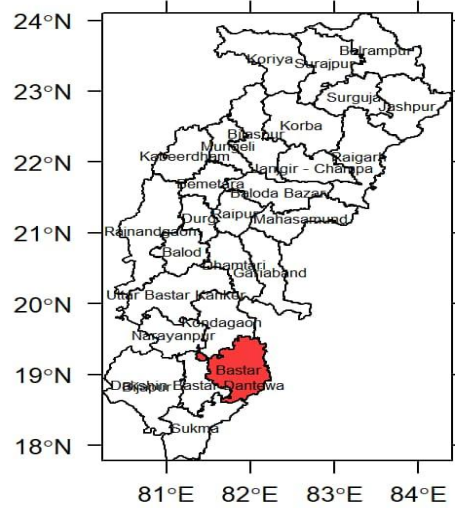 24°N
23°N
22°N
21°N
20°N
19°N
18°N
Balrampur
Koriya
Surajpur
Surguja
Jashpur
Korba
Bilaspur
Mungeli
Kabeerdham
Raigarh
Janjgir - Champa
Bemetara
Baloda Bazar
Durg
Raipur
Mahasamund
Rajnandgaon
Balod
Dhamtari
Gariaband
Uttar Bastar Kanker
Kondagaon
Narayanpur
Bastar
Dakshin Bastar Dantewa
Bijapur
Sukma
81°E 82°E 83°E 84°E